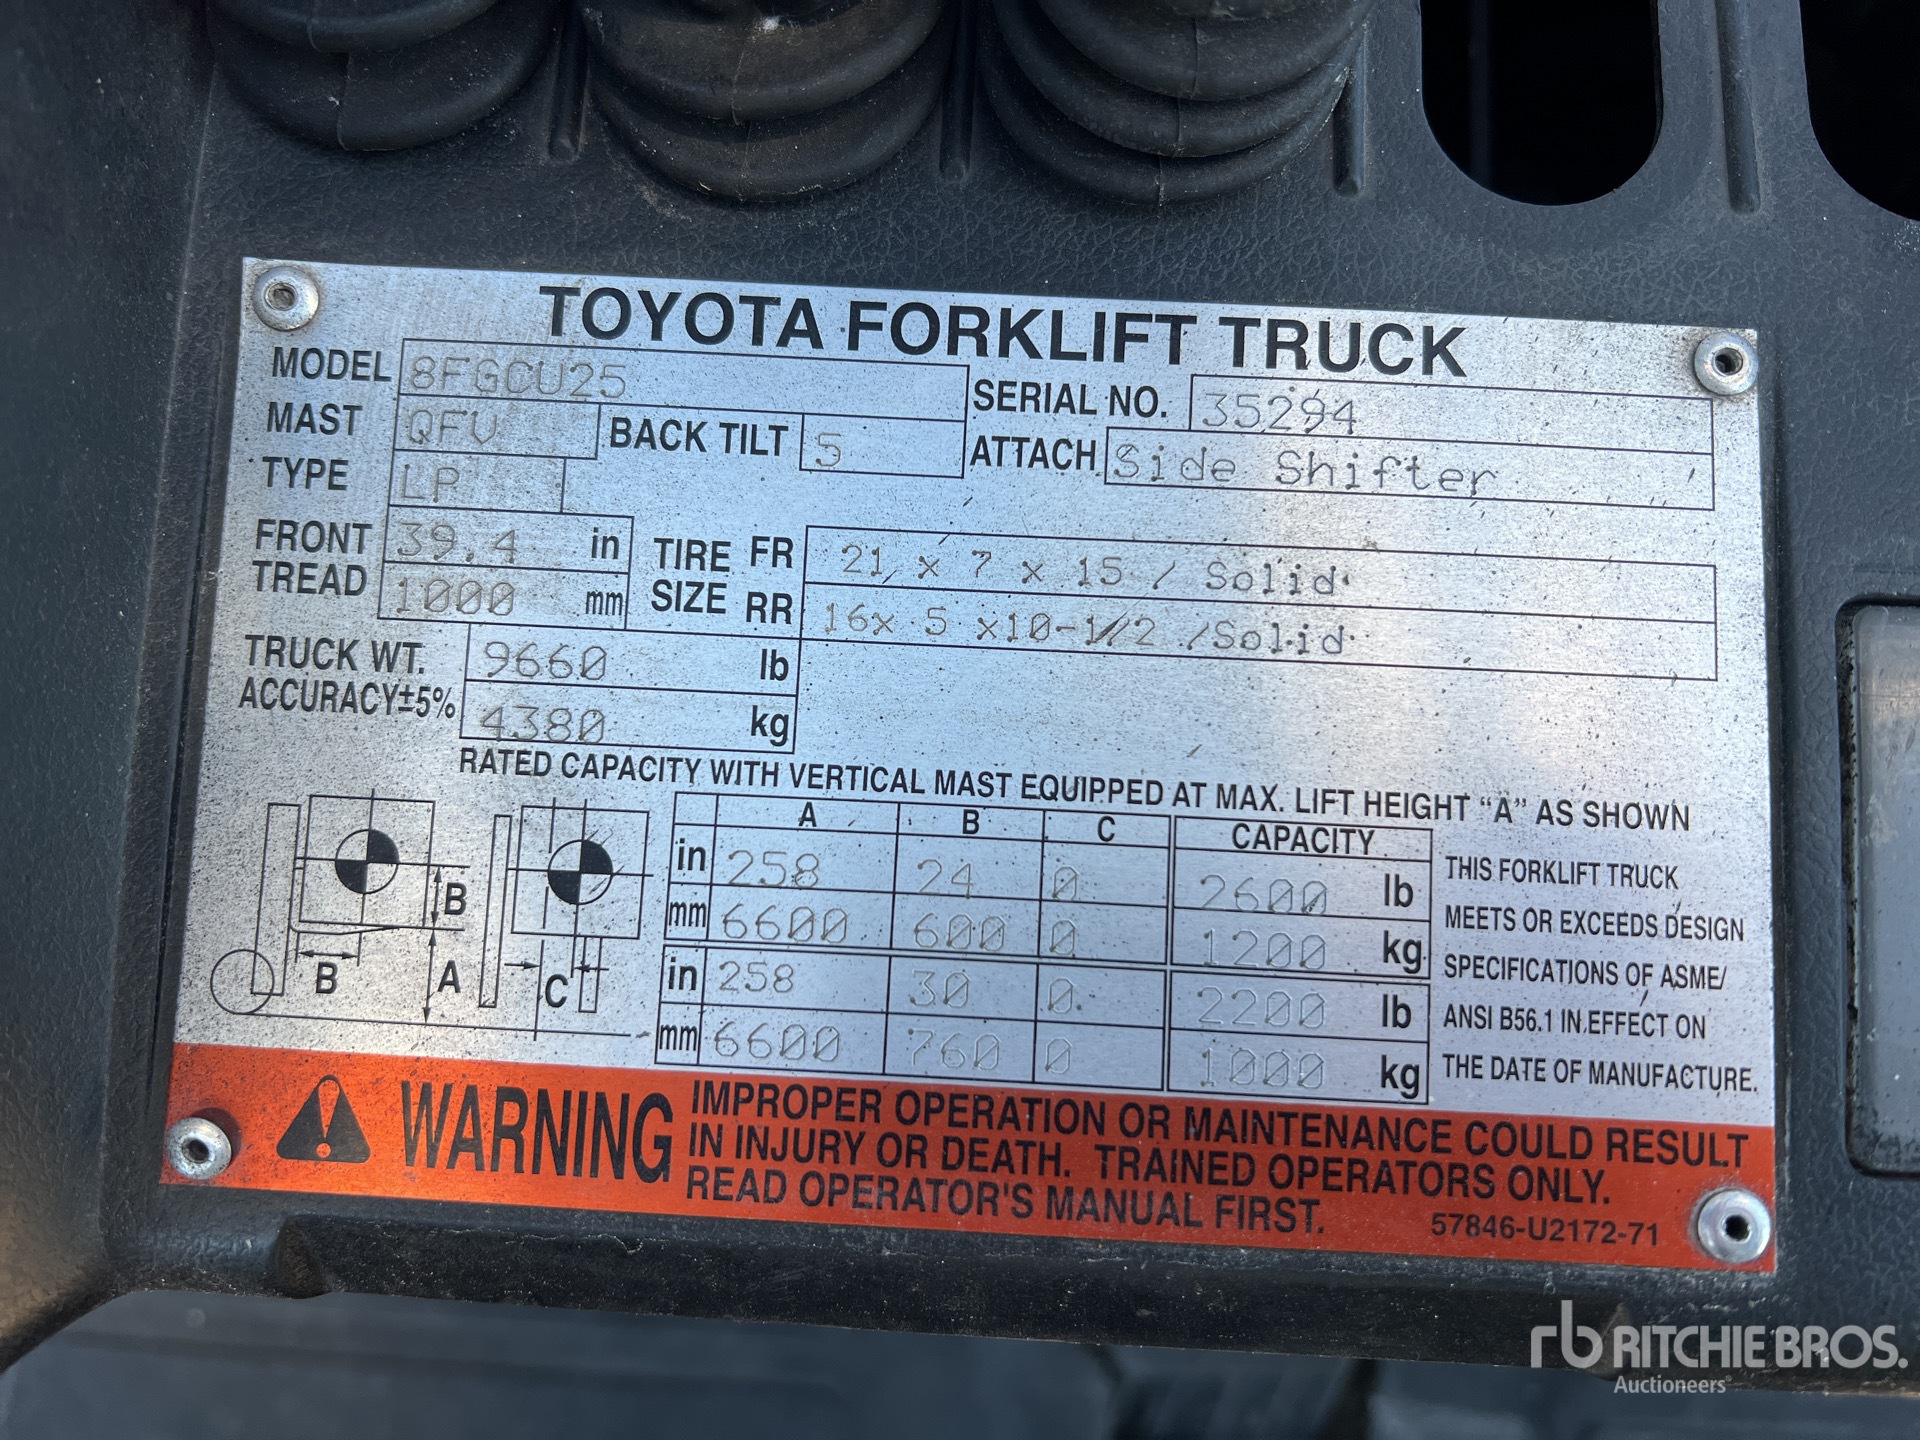 TOYOTA FORKLIFT TRUCK
MODEL 8FGCU25 SERIAL NO. 35294
MAST QFV BACK TILT 5 ATTACH Side Shifter
TYPE LP
FRONT TREAD 39.4 in TIRE SIZE FR 21 x 7 x 15 / Solid
1000 mm RR 16x 5 x10-1/2 /Solid
TRUCK WT. 9660 lb
ACCURACY±5% 4380 kg
RATED CAPACITY WITH VERTICAL MAST EQUIPPED AT MAX. LIFT HEIGHT "A" AS SHOWN
A B C CAPACITY
in 258 24 0 2600 lb
mm 6600 600 0 1200 kg
in 258 30 0 2200 lb
mm 6600 760 0 1000 kg
B
B A C
THIS FORKLIFT TRUCK
MEETS OR EXCEEDS DESIGN
SPECIFICATIONS OF ASME/
ANSI B56.1 IN EFFECT ON
THE DATE OF MANUFACTURE.
WARNING
IMPROPER OPERATION OR MAINTENANCE COULD RESULT
IN INJURY OR DEATH. TRAINED OPERATORS ONLY.
READ OPERATOR'S MANUAL FIRST.
57846-U2172-71
rb RITCHIE BROS.
Auctioneers